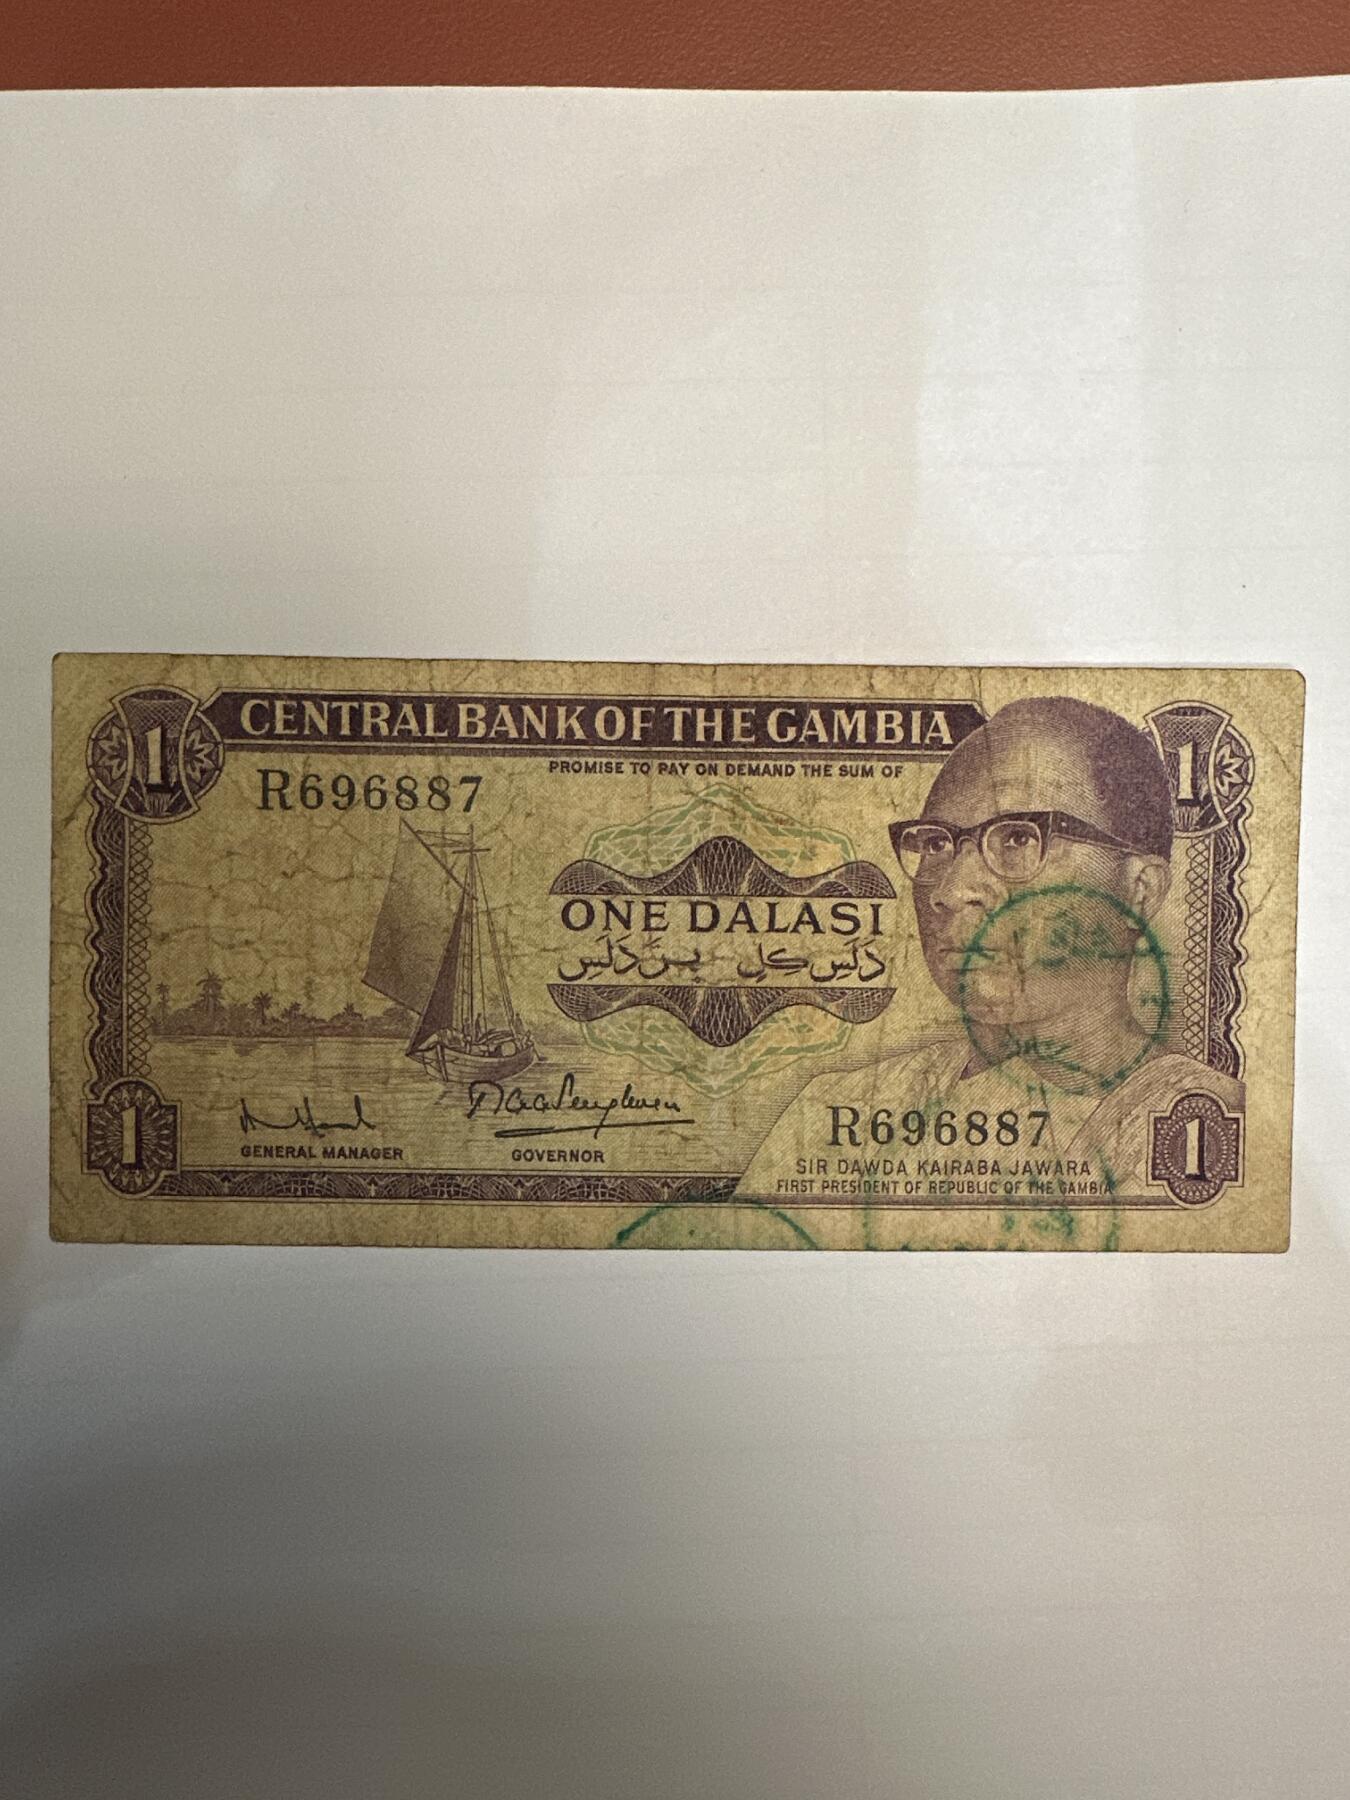 1
CENTRAL BANK OF THE GAMBIA
1
PROMISE TO PAY ON DEMAND THE SUM OF
R696887
ONE DALASI
GENERAL MANAGER
GOVERNOR
R696887
SIR DAWDA KAIRABA JAWARA
FIRST PRESIDENT OF REPUBLIC OF THE GAMBIA
1
1